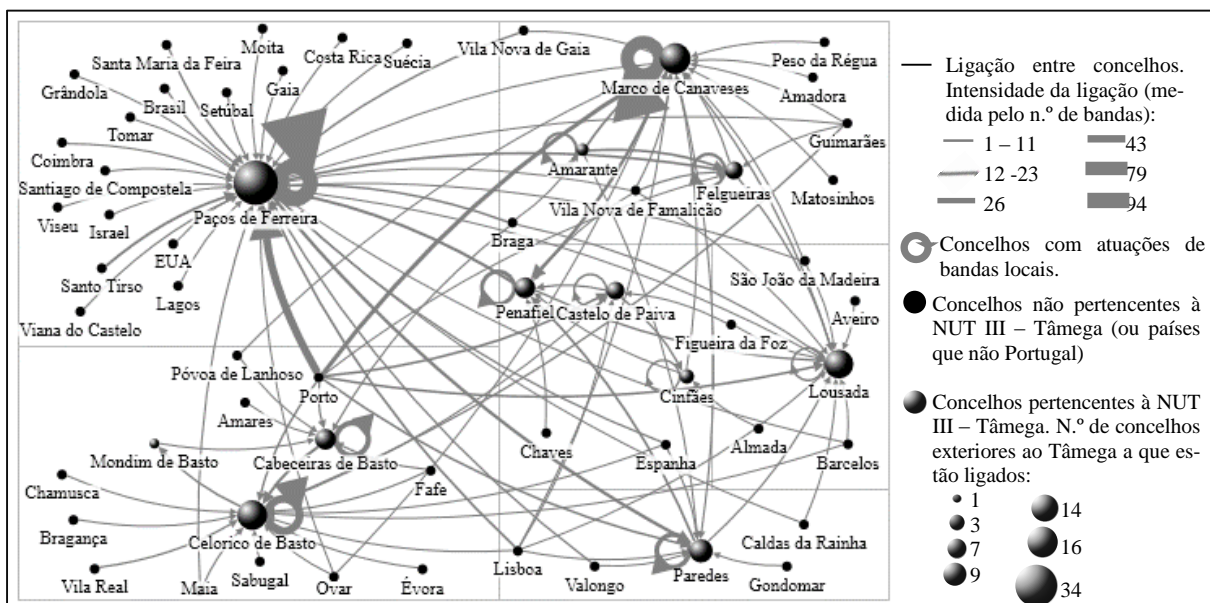 Moita
Costa Rica
Suécia
Vila Nova de Gaia
Santa Maria da Feira
Gaia
Grândola
Brasil
Setúbal
Tomar
Coimbra
Santiago de Compostela
Viseu
Israel
Paços de Ferreira
EUA
Santo Tirso
Lagos
Viana do Castelo
Marco de Canaveses
Peso da Régua
Amadora
Guimarães
Amarante
Felgueiras
Matosinhos
Vila Nova de Famalicão
Braga
São João da Madeira
Penafiel
Castelo de Paiva
Aveiro
Figueira da Foz
Cinfães
Lousada
Póvoa de Lanhoso
Porto
Amares
Mondim de Basto
Cabeceiras de Basto
Chaves
Espanha
Almada
Barcelos
Chamusca
Fafe
Bragança
Celorico de Basto
Lisboa
Paredes
Caldas da Rainha
Vila Real
Maia
Sabugal
Ovar
Évora
Valongo
Gondomar
Ligação entre concelhos.
Intensidade da ligação (me-
dida pelo n.º de bandas):
1 – 11
43
12 -23
79
26
94
Concelhos com atuações de
bandas locais.
Concelhos não pertencentes à
NUT III – Tâmega (ou países
que não Portugal)
Concelhos pertencentes à NUT
III – Tâmega. N.º de concelhos
exteriores ao Tâmega a que es-
tão ligados:
1
14
3
7
16
9
34